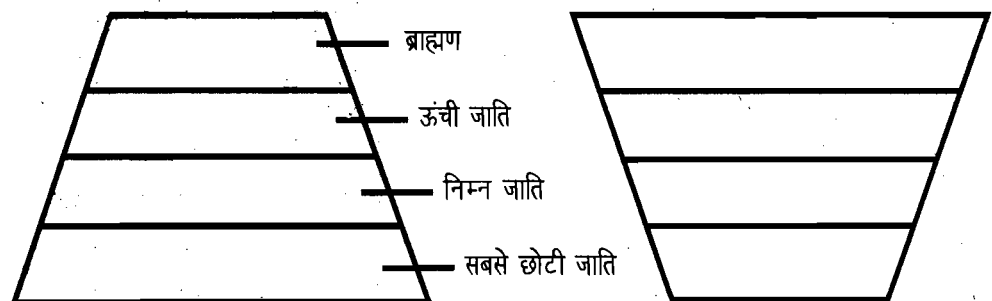 ब्राह्मण
ऊंची जाति
निम्न जाति
सबसे छोटी जाति